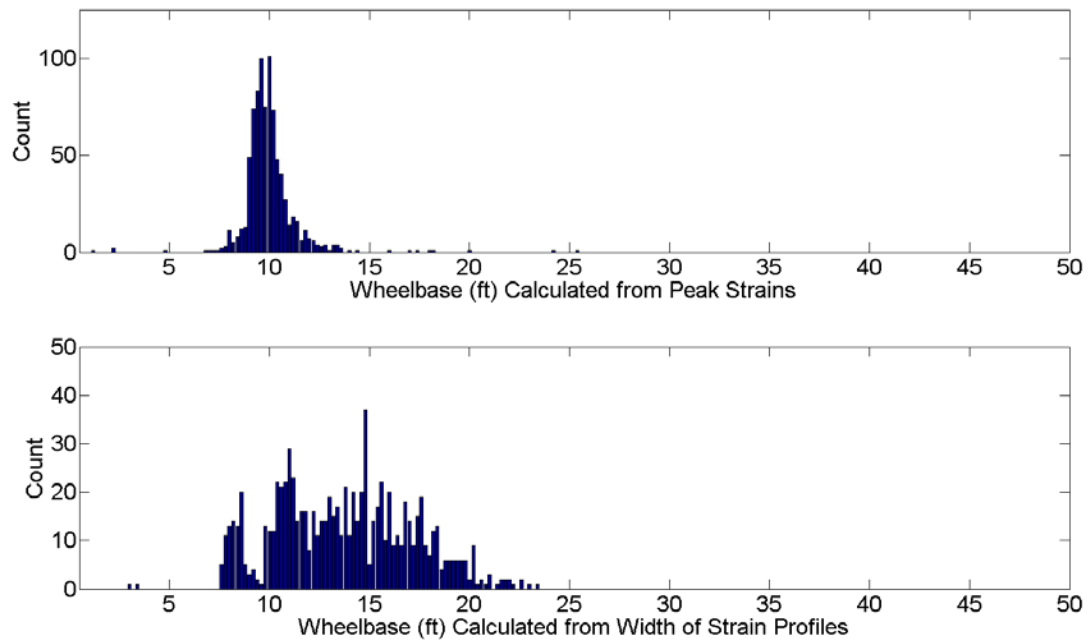 100
50
0
Count
5 10 15 20 25 30 35 40 45 50
Wheelbase (ft) Calculated from Peak Strains
50
40
30
20
10
0
Count
5 10 15 20 25 30 35 40 45 50
Wheelbase (ft) Calculated from Width of Strain Profiles